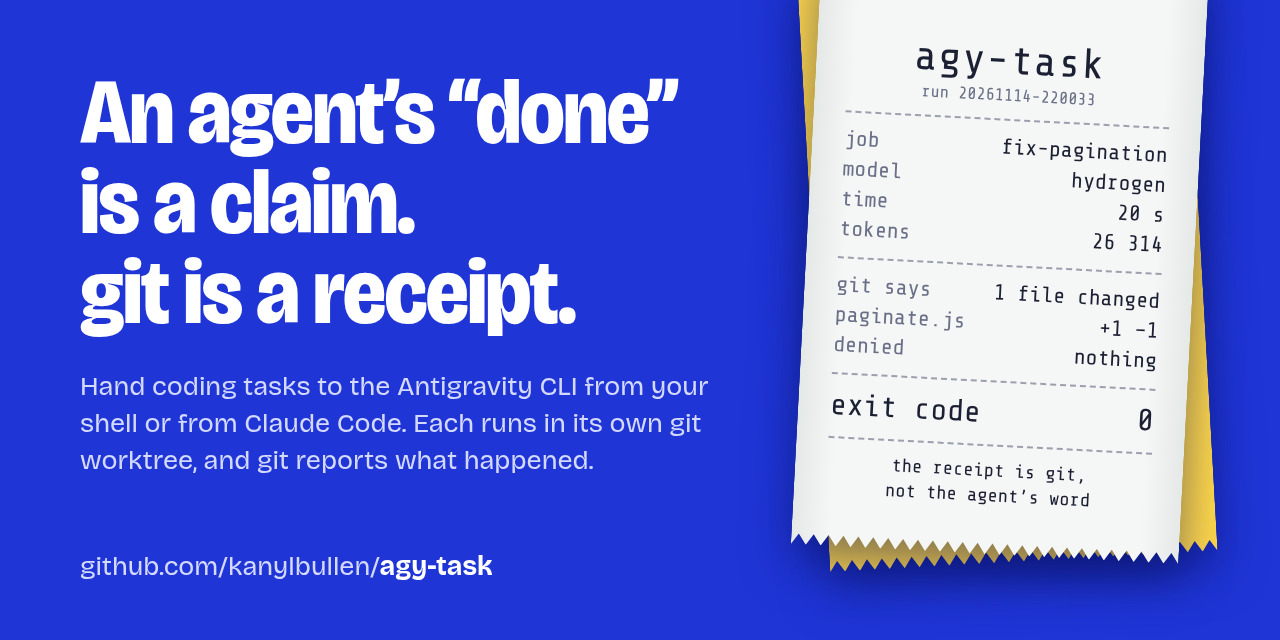 An agent’s “done”
is a claim.
git is a receipt.
Hand coding tasks to the Antigravity CLI from your
shell or from Claude Code. Each runs in its own git
worktree, and git reports what happened.
github.com/kanylbullen/agy-task
agy-task
run 20261114-220033
job fix-pagination
model hydrogen
time 20 s
tokens 26 314
git says 1 file changed
paginate.js +1 −1
denied nothing
exit code 0
the receipt is git,
not the agent’s word